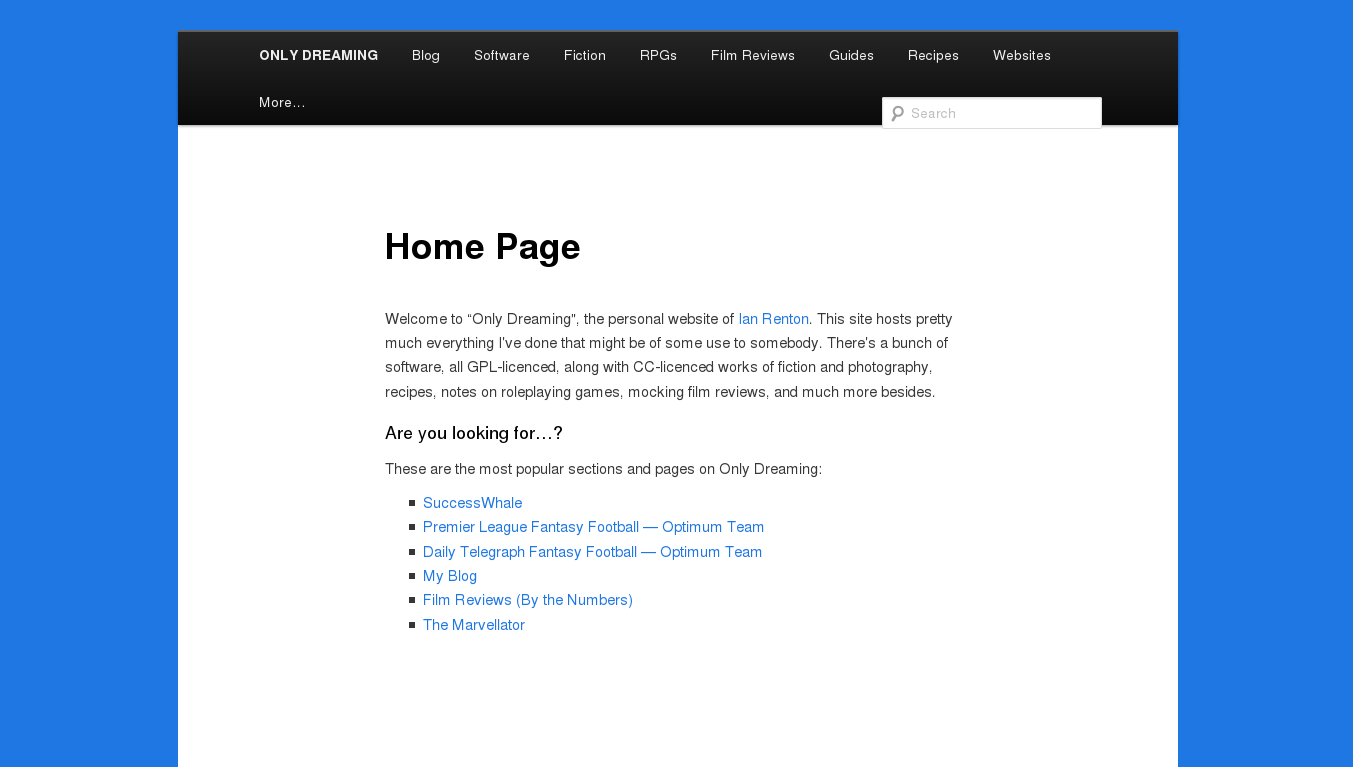 ONLY DREAMING Blog Software Fiction RPGs Film Reviews Guides Recipes Websites
More...
Search
Home Page
Welcome to “Only Dreaming”, the personal website of Ian Renton. This site hosts pretty
much everything I've done that might be of some use to somebody. There's a bunch of
software, all GPL-licenced, along with CC-licenced works of fiction and photography,
recipes, notes on roleplaying games, mocking film reviews, and much more besides.
Are you looking for…?
These are the most popular sections and pages on Only Dreaming:
SuccessWhale
Premier League Fantasy Football — Optimum Team
Daily Telegraph Fantasy Football — Optimum Team
My Blog
Film Reviews (By the Numbers)
The Marvellator